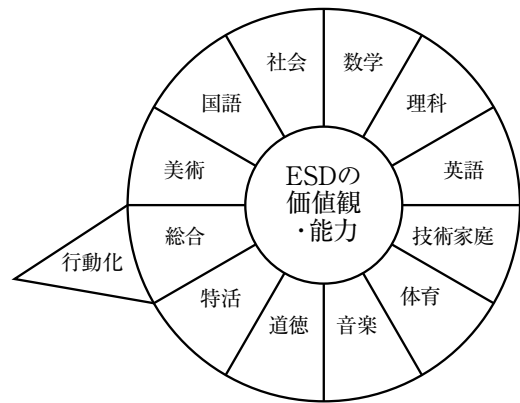 社会
数学
国語
理科
美術
英語
ESDの
価値観
・能力
総合
技術家庭
行動化
特活
体育
道徳
音楽